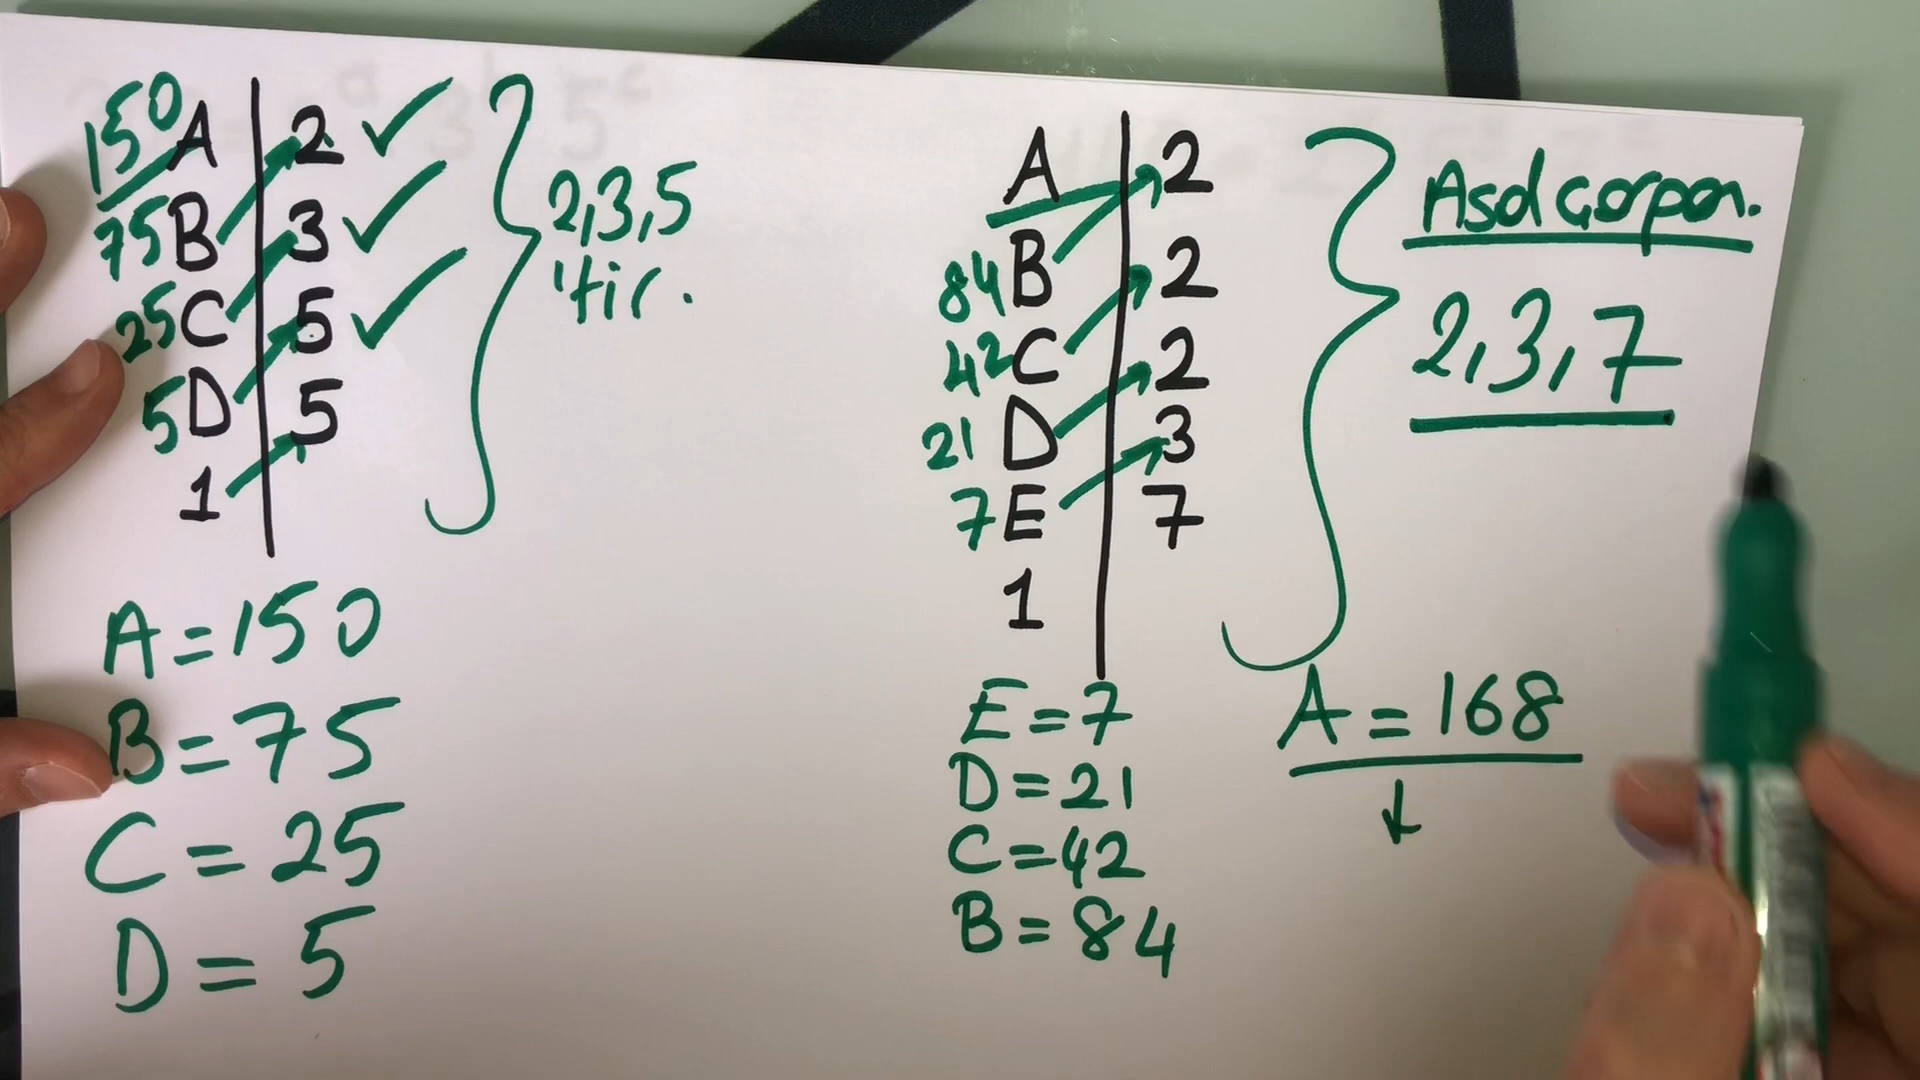 150 A | 2 ✓
75 B | 3 ✓
25 C | 5 ✓
5 D | 5
1
2,3,5
'tir.
A = 150
B = 75
C = 25
D = 5
A | 2
84 B | 2
42 C | 2
21 D | 3
7 E | 7
1
Asal çarpan.
2,3,7
E = 7
D = 21
C = 42
B = 84
A = 168